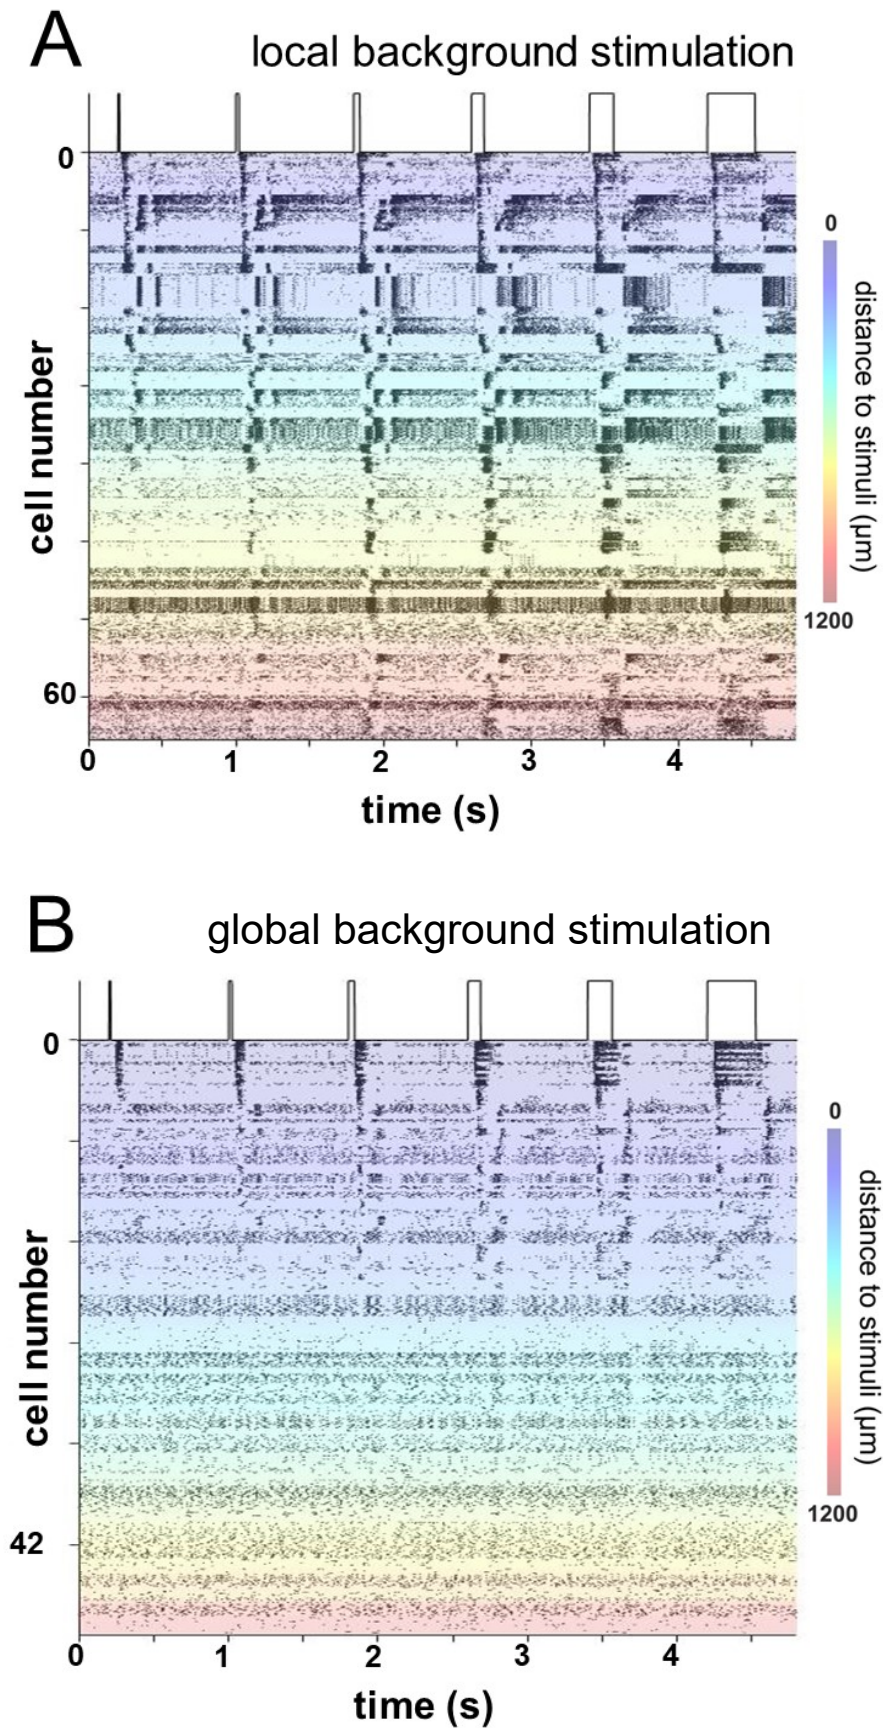 A
local background stimulation
0
60
cell number
0 1 2 3 4
time (s)
0
distance to stimuli (μm)
1200
B
global background stimulation
0
42
cell number
0 1 2 3 4
time (s)
0
distance to stimuli (μm)
1200